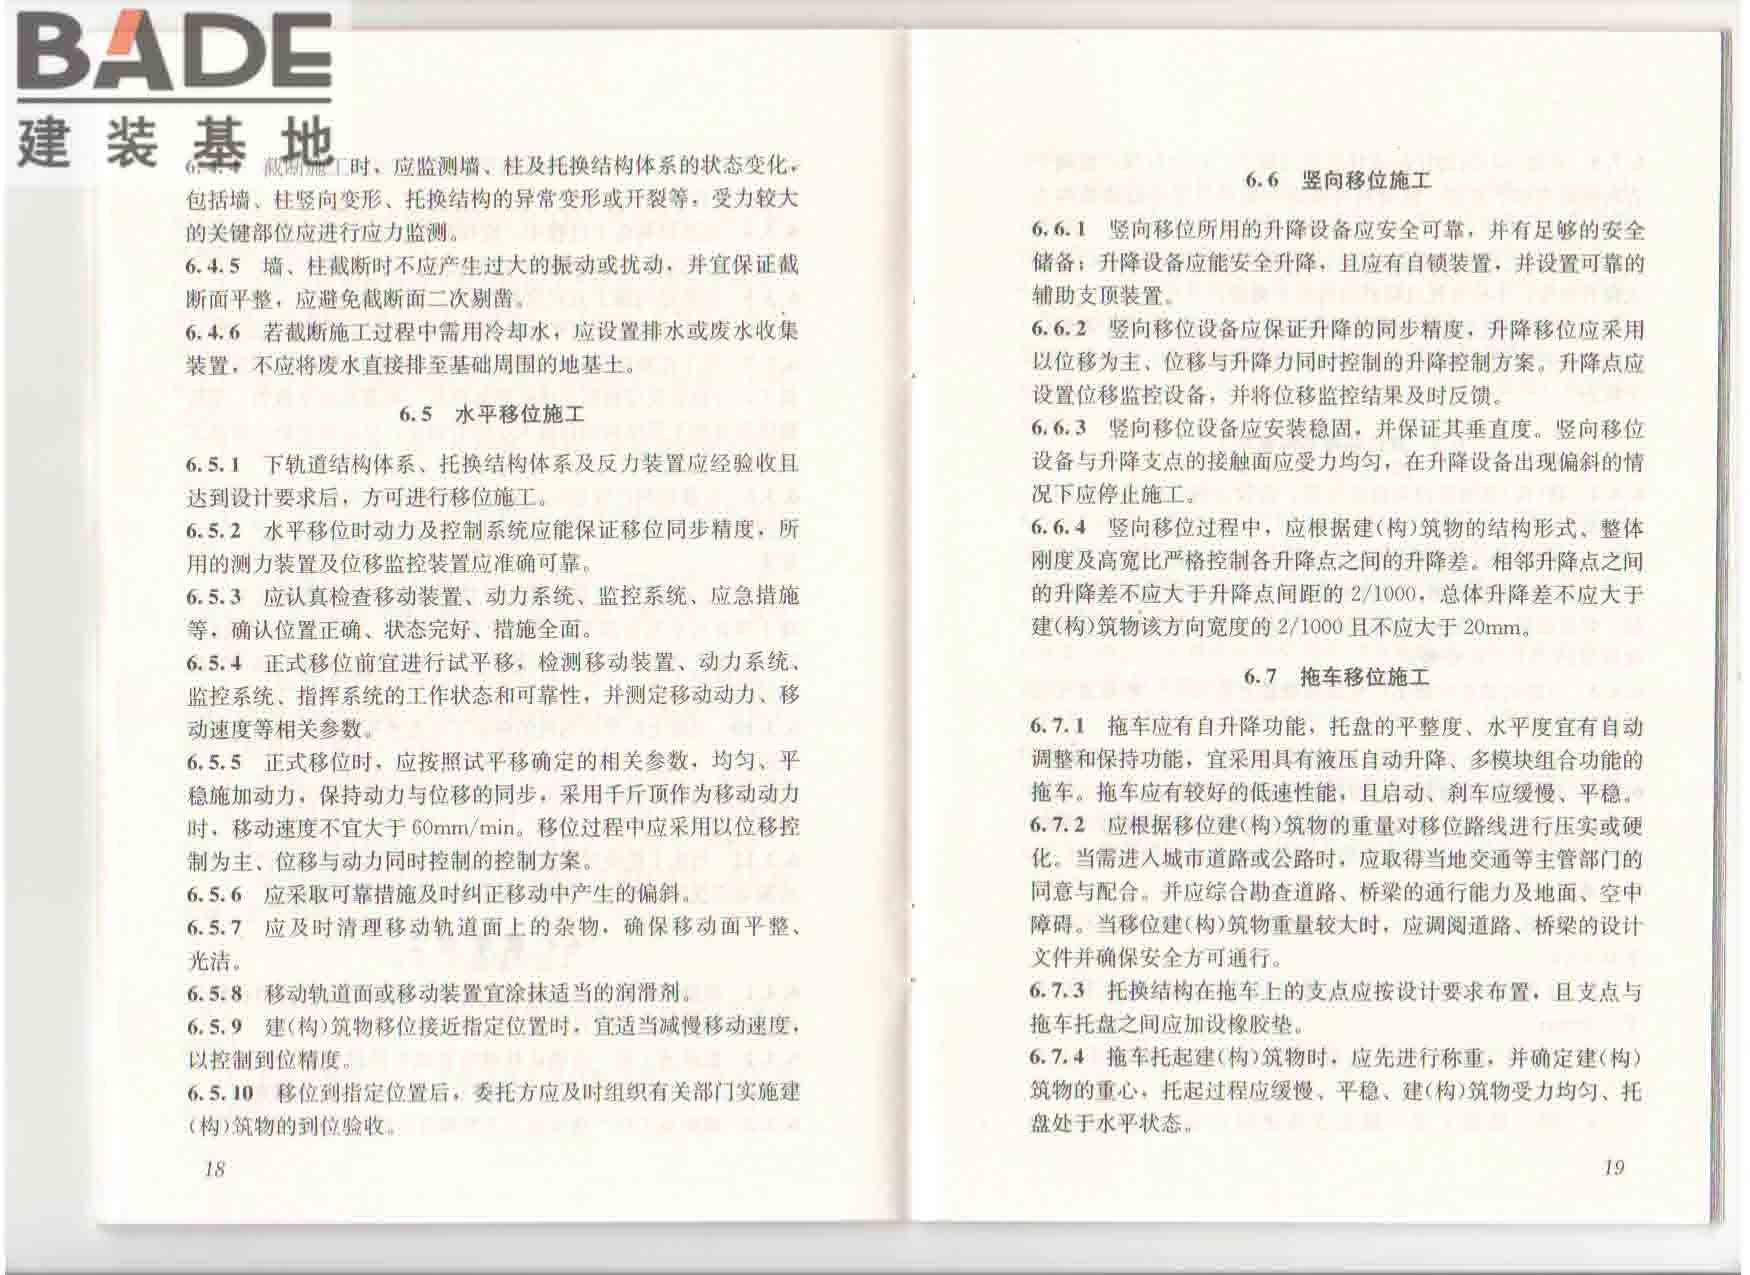 BADE
建装基地
6.4.4 截断施工时，应监测墙、柱及托换结构体系的状态变化，
包括墙、柱竖向变形、托换结构的异常变形或开裂等，受力较大
的关键部位应进行应力监测。
6.4.5 墙、柱截断时不应产生过大的振动或扰动，并宜保证截
断面平整，应避免截断面二次剔凿。
6.4.6 若截断施工过程中需用冷却水，应设置排水或废水收集
装置，不应将废水直接排至基础周围的地基土。
6.5 水平移位施工
6.5.1 下轨道结构体系、托换结构体系及反力装置应经验收且
达到设计要求后，方可进行移位施工。
6.5.2 水平移位时动力及控制系统应能保证移位同步精度，所
用的测力装置及位移监控装置应准确可靠。
6.5.3 应认真检查移动装置、动力系统、监控系统、应急措施
等，确认位置正确、状态完好、措施全面。
6.5.4 正式移位前宜进行试平移，检测移动装置、动力系统、
监控系统、指挥系统的工作状态和可靠性，并测定移动动力、移
动速度等相关参数。
6.5.5 正式移位时，应按照试平移确定的相关参数，均匀、平
稳施加动力，保持动力与位移的同步，采用千斤顶作为移动动力
时，移动速度不宜大于60mm/min。移位过程中应采用以位移控
制为主、位移与动力同时控制的控制方案。
6.5.6 应采取可靠措施及时纠正移动中产生的偏斜。
6.5.7 应及时清理移动轨道面上的杂物，确保移动面平整、
光洁。
6.5.8 移动轨道面或移动装置宜涂抹适当的润滑剂。
6.5.9 建(构)筑物移位接近指定位置时，宜适当减慢移动速度，
以控制到位精度。
6.5.10 移位到指定位置后，委托方应及时组织有关部门实施建
(构)筑物的到位验收。
18
6.6 竖向移位施工
6.6.1 竖向移位所用的升降设备应安全可靠，并有足够的安全
储备；升降设备应能安全升降，且应有自锁装置，并设置可靠的
辅助支顶装置。
6.6.2 竖向移位设备应保证升降的同步精度，升降移位应采用
以位移为主、位移与升降力同时控制的升降控制方案。升降点应
设置位移监控设备，并将位移监控结果及时反馈。
6.6.3 竖向移位设备应安装稳固，并保证其垂直度。竖向移位
设备与升降支点的接触面应受力均匀，在升降设备出现偏斜的情
况下应停止施工。
6.6.4 竖向移位过程中，应根据建(构)筑物的结构形式、整体
刚度及高宽比严格控制各升降点之间的升降差。相邻升降点之间
的升降差不应大于升降点间距的2/1000，总体升降差不应大于
建(构)筑物该方向宽度的2/1000且不应大于20mm。
6.7 拖车移位施工
6.7.1 拖车应有自升降功能，托盘的平整度、水平度宜有自动
调整和保持功能，宜采用具有液压自动升降、多模块组合功能的
拖车。拖车应有较好的低速性能，且启动、刹车应缓慢、平稳。
6.7.2 应根据移位建(构)筑物的重量对移位路线进行压实或硬
化。当需进入城市道路或公路时，应取得当地交通等主管部门的
同意与配合。并应综合勘查道路、桥梁的通行能力及地面、空中
障碍。当移位建(构)筑物重量较大时，应调阅道路、桥梁的设计
文件并确保安全方可通行。
6.7.3 托换结构在拖车上的支点应按设计要求布置，且支点与
拖车托盘之间应加设橡胶垫。
6.7.4 拖车托起建(构)筑物时，应先进行称重，并确定建(构)
筑物的重心，托起过程应缓慢、平稳、建(构)筑物受力均匀、托
盘处于水平状态。
19